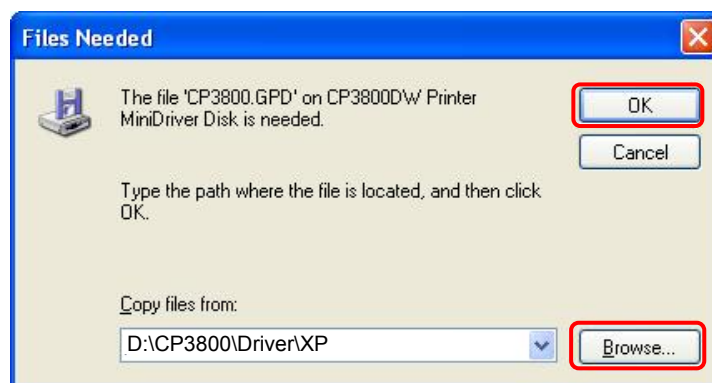 Files Needed
The file 'CP3800.GPD' on CP3800DW Printer
MiniDriver Disk is needed.
OK
Cancel
Type the path where the file is located, and then click
OK.
Copy files from:
D:\CP3800\Driver\XP
Browse...